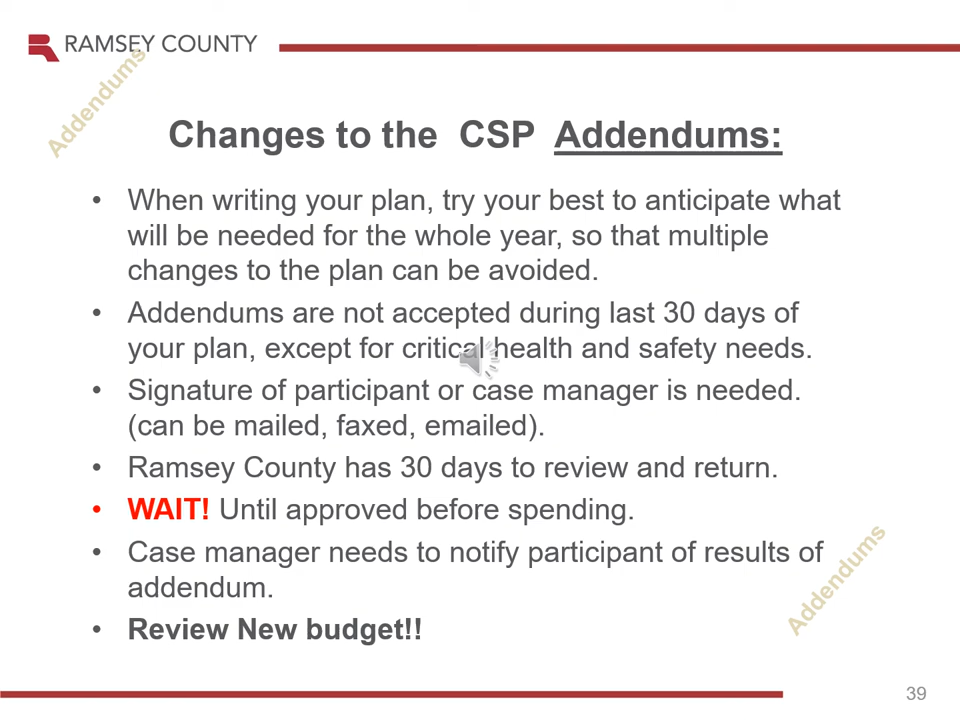 RAMSEY COUNTY
Addendums
Changes to the CSP Addendums:
• When writing your plan, try your best to anticipate what
will be needed for the whole year, so that multiple
changes to the plan can be avoided.
• Addendums are not accepted during last 30 days of
your plan, except for critical health and safety needs.
• Signature of participant or case manager is needed.
(can be mailed, faxed, emailed).
• Ramsey County has 30 days to review and return.
• WAIT! Until approved before spending.
• Case manager needs to notify participant of results of
addendum.
• Review New budget!!
Addendums
39